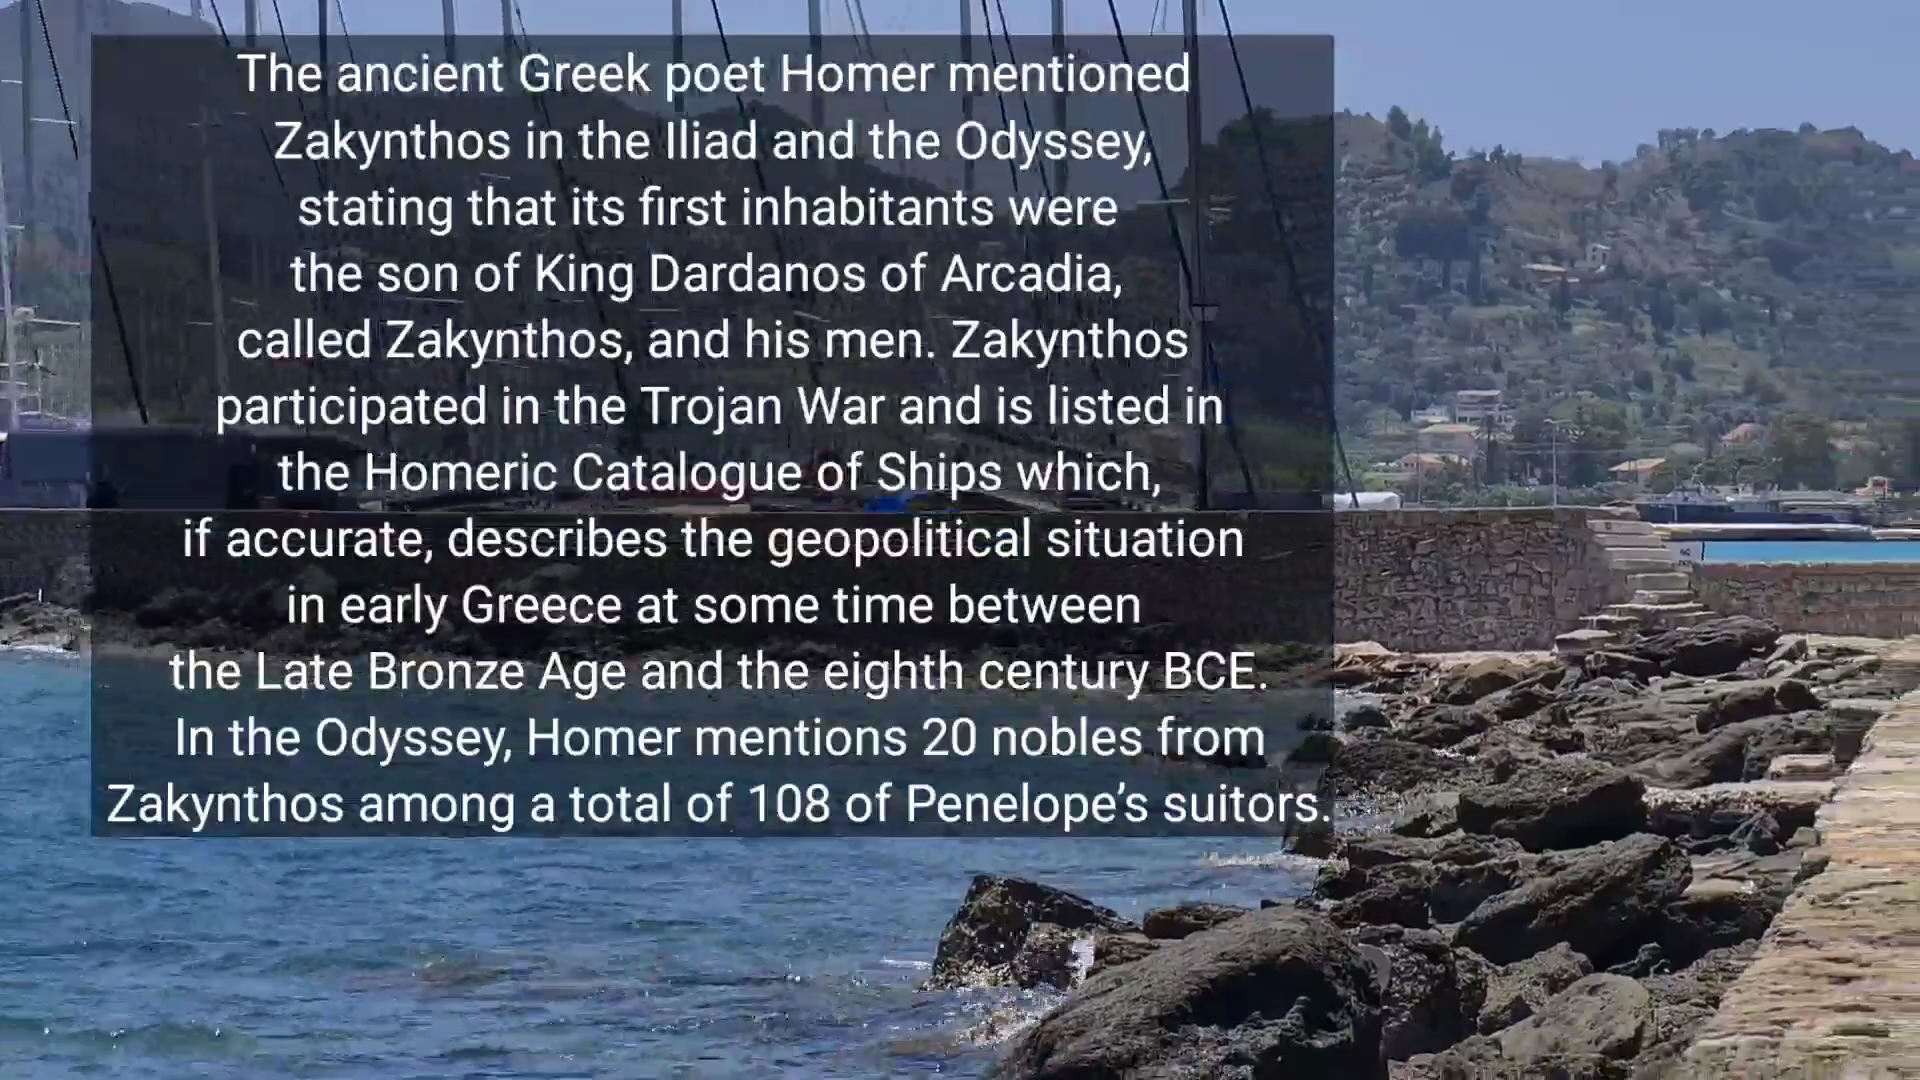 The ancient Greek poet Homer mentioned
Zakynthos in the Iliad and the Odyssey,
stating that its first inhabitants were
the son of King Dardanos of Arcadia,
called Zakynthos, and his men. Zakynthos
participated in the Trojan War and is listed in
the Homeric Catalogue of Ships which,
if accurate, describes the geopolitical situation
in early Greece at some time between
the Late Bronze Age and the eighth century BCE.
In the Odyssey, Homer mentions 20 nobles from
Zakynthos among a total of 108 of Penelope’s suitors.